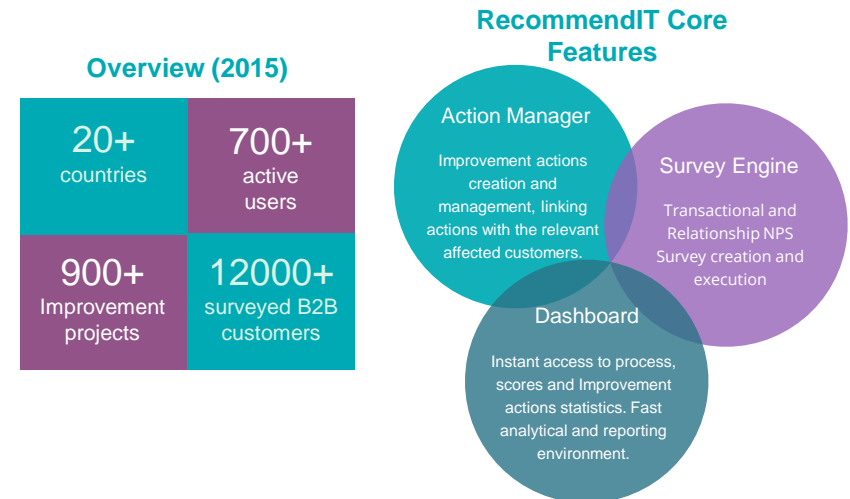 Overview (2015)
20+
countries
700+
active
users
900+
Improvement
projects
12000+
surveyed B2B
customers
RecommendIT Core
Features
Action Manager
Improvement actions
creation and
management, linking
actions with the relevant
affected customers.
Survey Engine
Transactional and
Relationship NPS
Survey creation and
execution
Dashboard
Instant access to process,
scores and Improvement
actions statistics. Fast
analytical and reporting
environment.